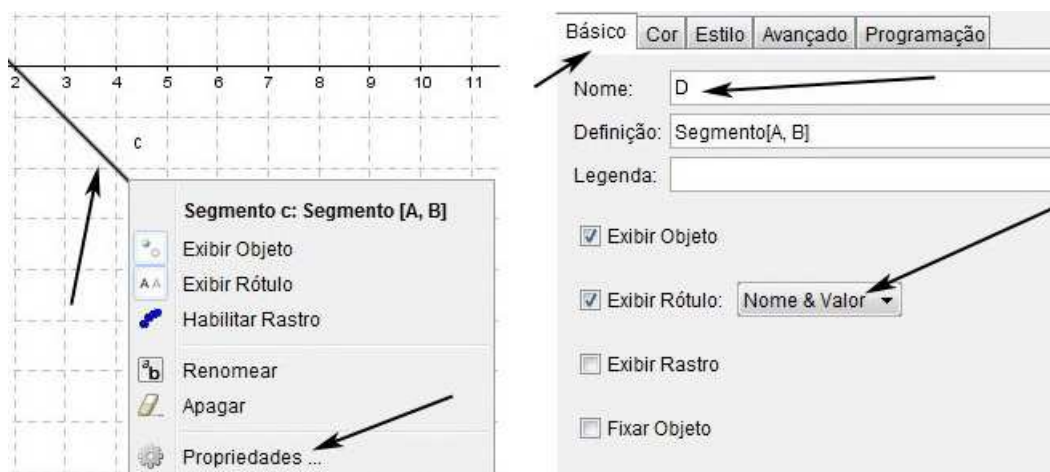 2 3 4 5 6 7 8 9 10 11
c
Segmento c: Segmento [A, B]
Exibir Objeto
AA Exibir Rótulo
Habilitar Rastro
ab Renomear
Apagar
Propriedades ...
Básico Cor Estilo Avançado Programação
Nome: D
Definição: Segmento[A, B]
Legenda:
Exibir Objeto
Exibir Rótulo: Nome & Valor
Exibir Rastro
Fixar Objeto